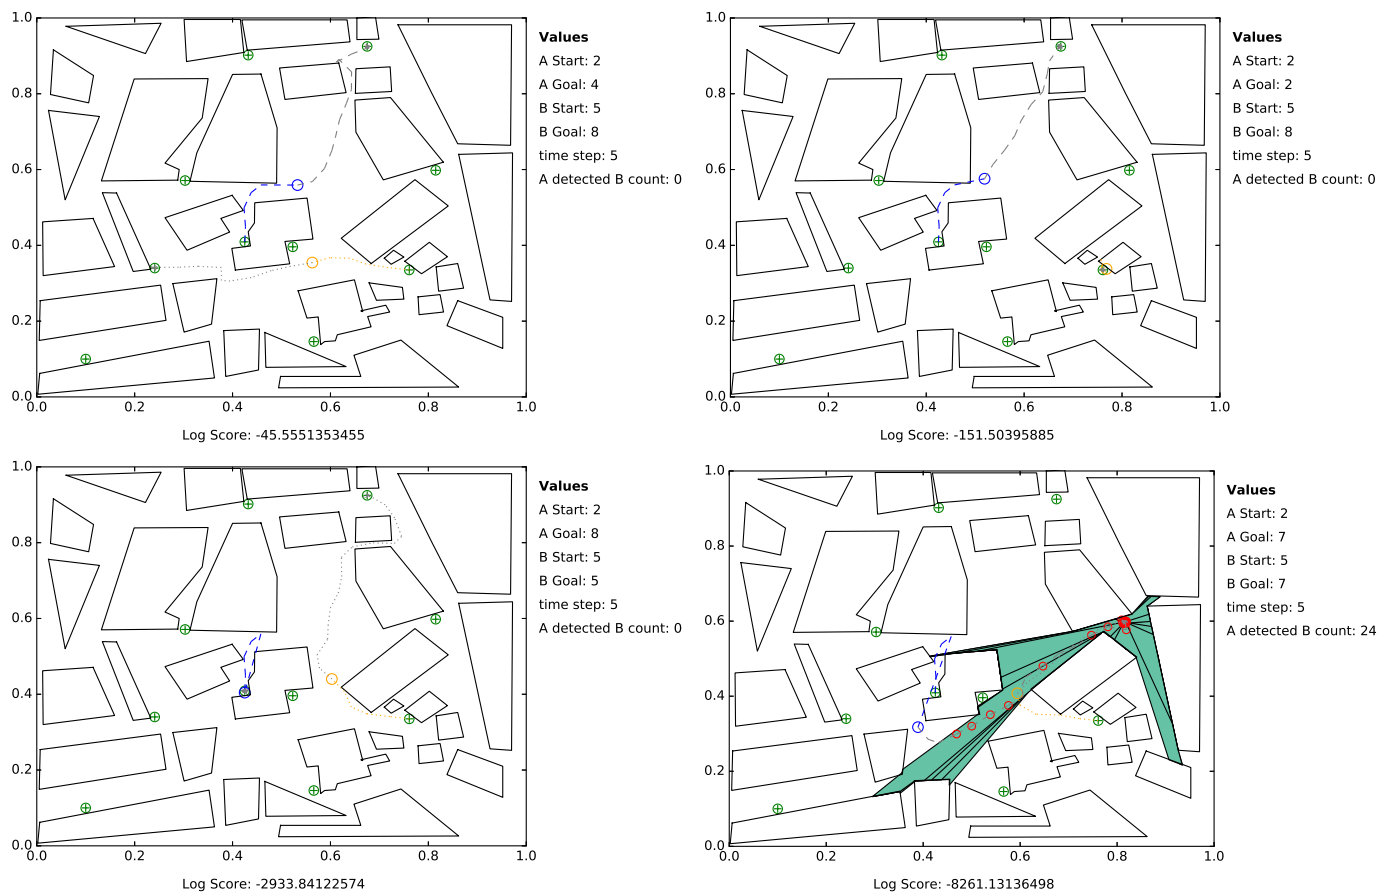 1.0
0.8
0.6
0.4
0.2
0.0
0.0 0.2 0.4 0.6 0.8 1.0
Values
A Start: 2
A Goal: 4
B Start: 5
B Goal: 8
time step: 5
A detected B count: 0
Log Score: -45.5551353455
1.0
0.8
0.6
0.4
0.2
0.0
0.0 0.2 0.4 0.6 0.8 1.0
Values
A Start: 2
A Goal: 2
B Start: 5
B Goal: 8
time step: 5
A detected B count: 0
Log Score: -151.50395885
1.0
0.8
0.6
0.4
0.2
0.0
0.0 0.2 0.4 0.6 0.8 1.0
Values
A Start: 2
A Goal: 8
B Start: 5
B Goal: 5
time step: 5
A detected B count: 0
Log Score: -2933.84122574
1.0
0.8
0.6
0.4
0.2
0.0
0.0 0.2 0.4 0.6 0.8 1.0
Values
A Start: 2
A Goal: 7
B Start: 5
B Goal: 7
time step: 5
A detected B count: 24
Log Score: -8261.13136498